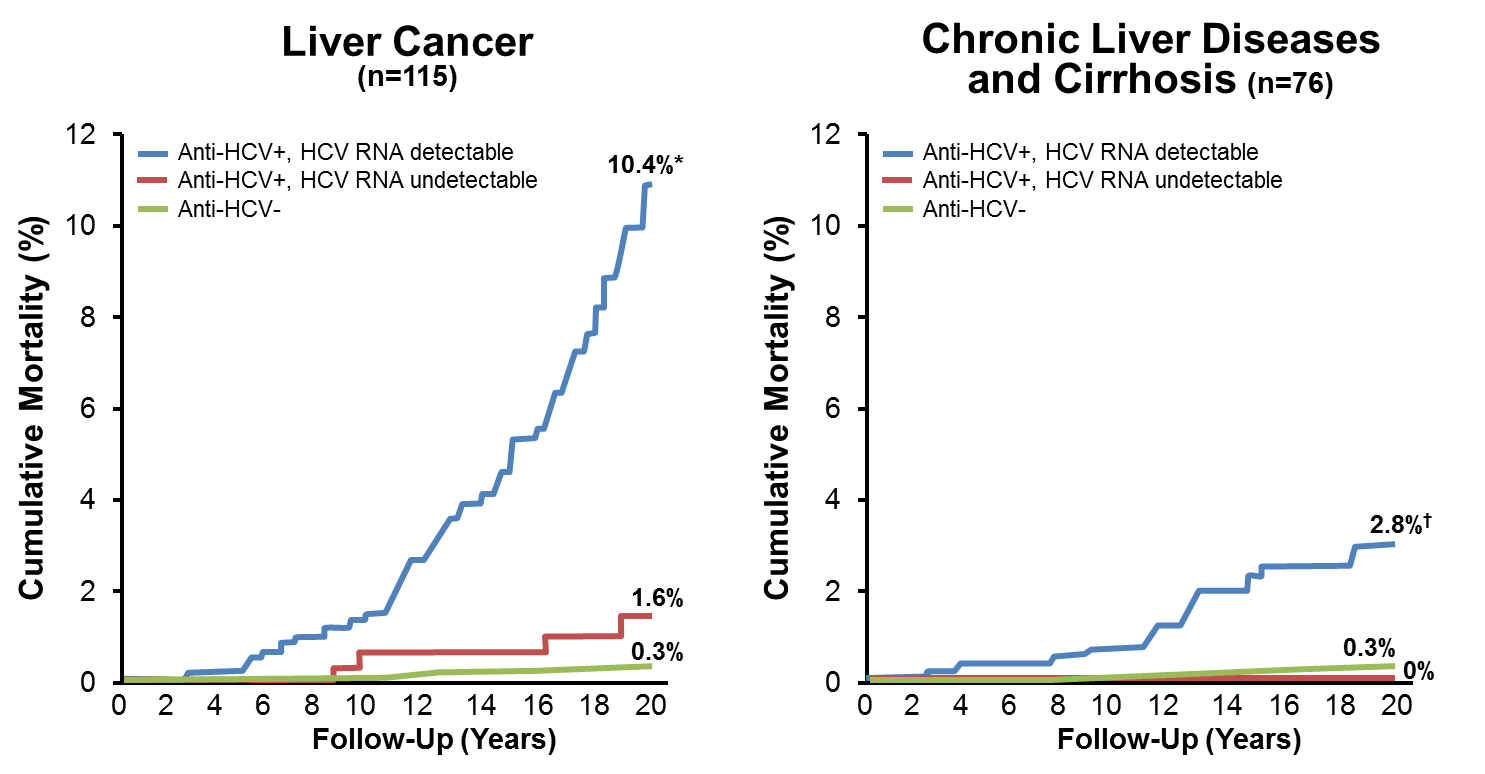 Liver Cancer
(n=115)
12
10
8
6
4
2
0
Cumulative Mortality (%)
Anti-HCV+, HCV RNA detectable
Anti-HCV+, HCV RNA undetectable
Anti-HCV-
10.4%*
1.6%
0.3%
0 2 4 6 8 10 12 14 16 18 20
Follow-Up (Years)
Chronic Liver Diseases
and Cirrhosis (n=76)
12
10
8
6
4
2
0
Cumulative Mortality (%)
Anti-HCV+, HCV RNA detectable
Anti-HCV+, HCV RNA undetectable
Anti-HCV-
2.8%†
0.3%
0%
0 2 4 6 8 10 12 14 16 18 20
Follow-Up (Years)